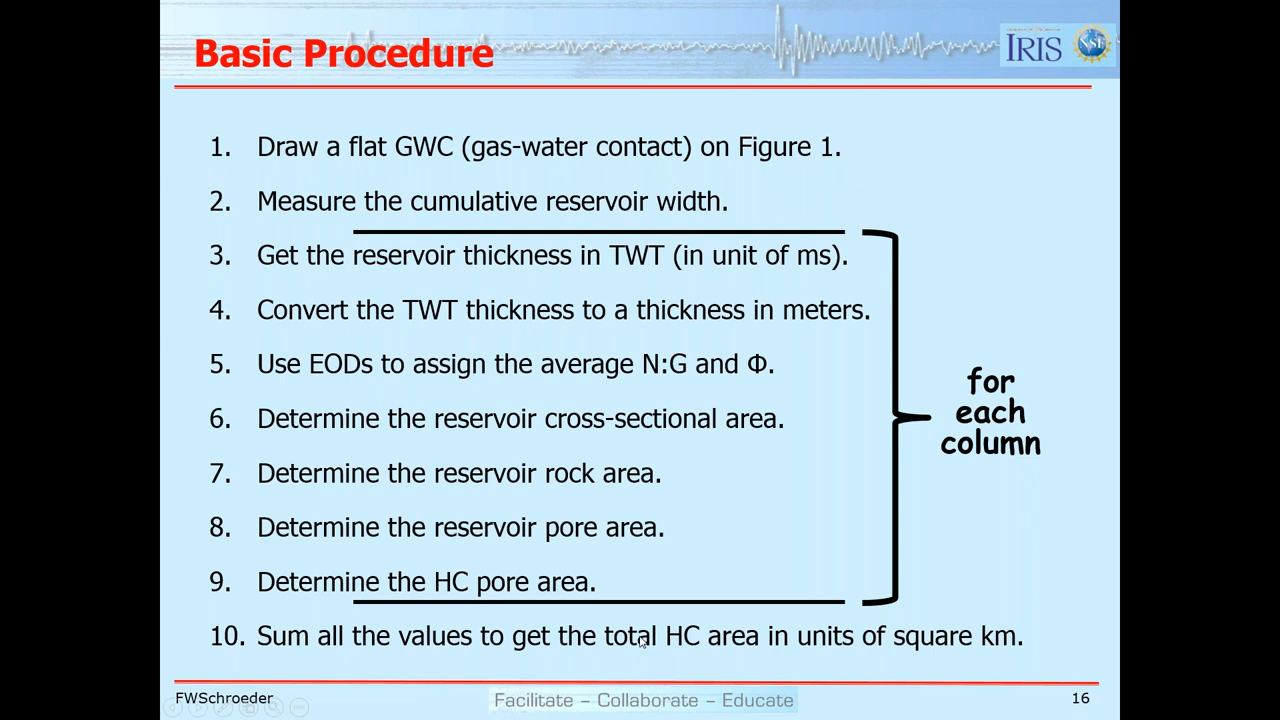 Basic Procedure
IRIS
NSF
1. Draw a flat GWC (gas-water contact) on Figure 1.
2. Measure the cumulative reservoir width.
3. Get the reservoir thickness in TWT (in unit of ms).
4. Convert the TWT thickness to a thickness in meters.
5. Use EODs to assign the average N:G and Φ.
6. Determine the reservoir cross-sectional area.
7. Determine the reservoir rock area.
8. Determine the reservoir pore area.
9. Determine the HC pore area.
for
each
column
10. Sum all the values to get the total HC area in units of square km.
FWSchroeder
Facilitate – Collaborate – Educate
16